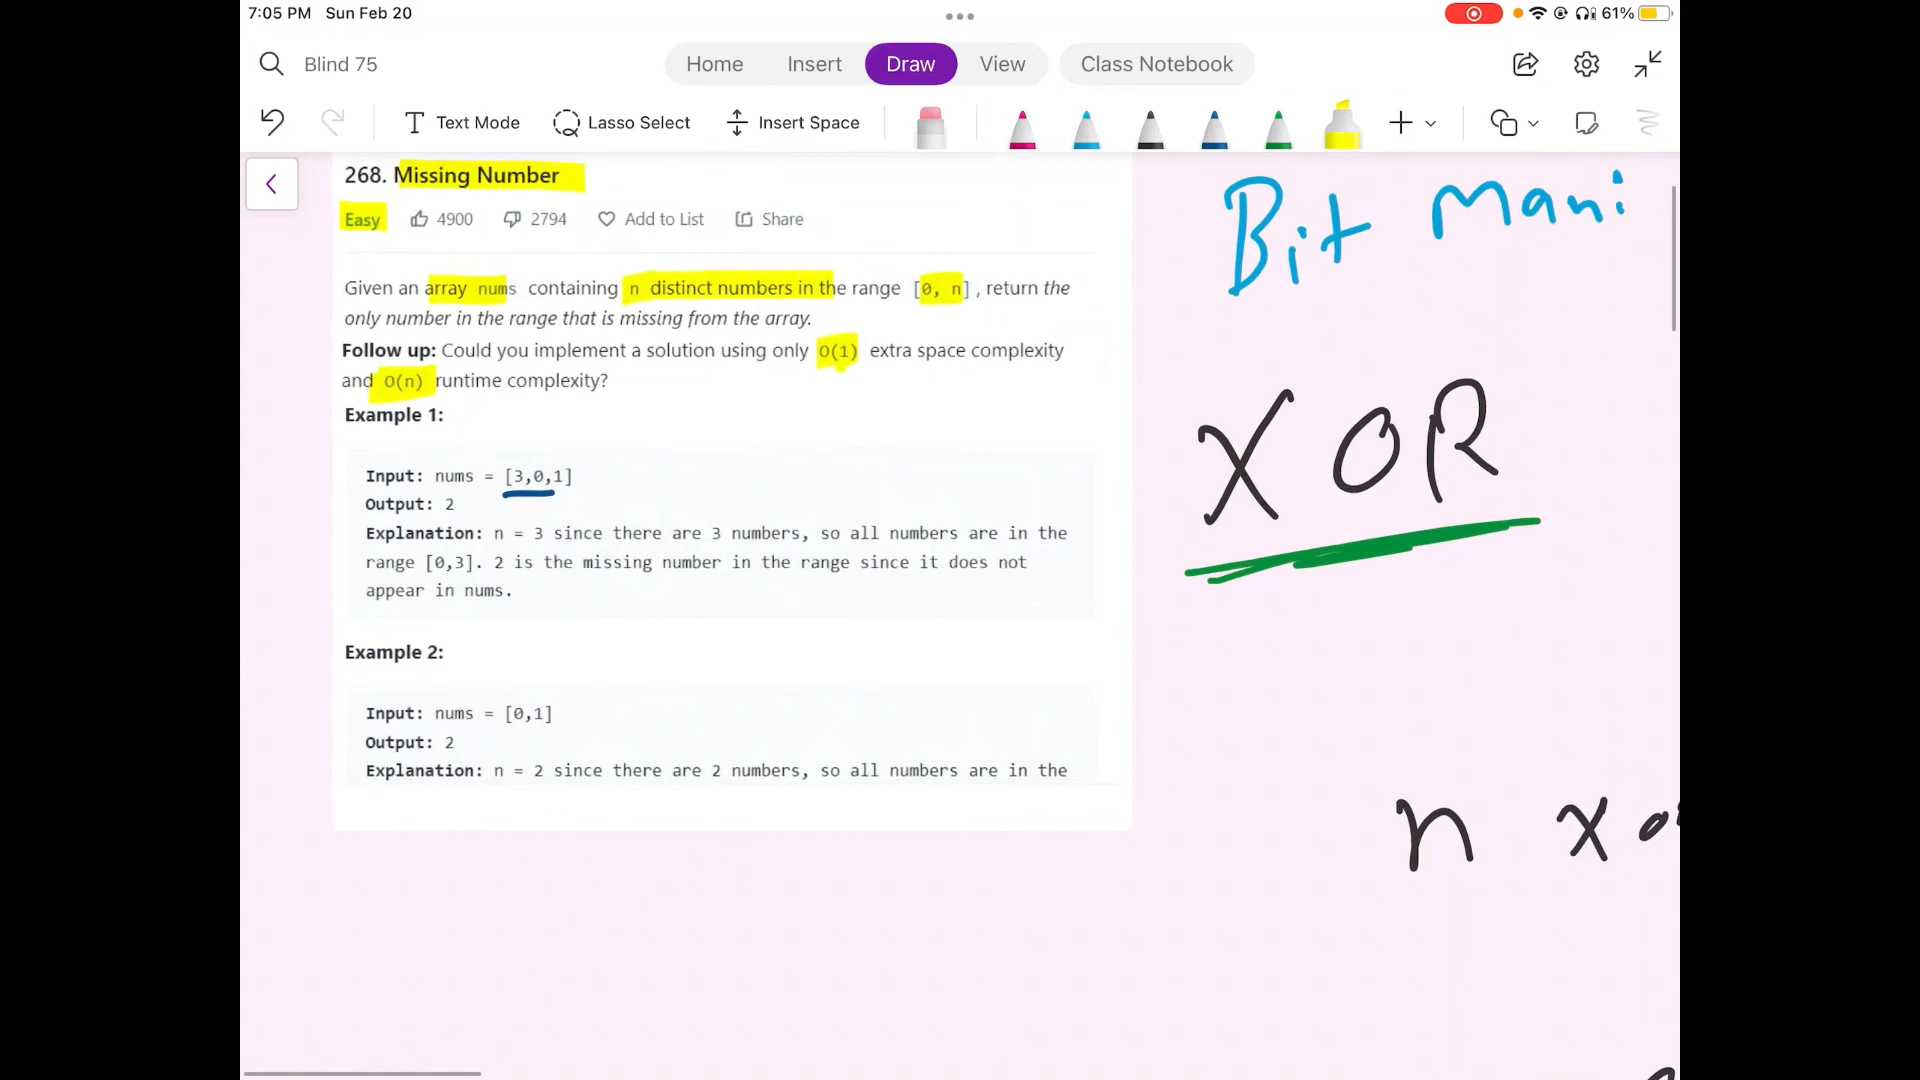 7:05 PM Sun Feb 20
61%
Blind 75
Home Insert Draw View Class Notebook
Text Mode Lasso Select Insert Space
268. Missing Number
Easy 4900 2794 Add to List Share
Given an array nums containing n distinct numbers in the range [0, n], return the
only number in the range that is missing from the array.
Follow up: Could you implement a solution using only O(1) extra space complexity
and O(n) runtime complexity?
Example 1:
Input: nums = [3,0,1]
Output: 2
Explanation: n = 3 since there are 3 numbers, so all numbers are in the
range [0,3]. 2 is the missing number in the range since it does not
appear in nums.
Example 2:
Input: nums = [0,1]
Output: 2
Explanation: n = 2 since there are 2 numbers, so all numbers are in the
Bit Mani
XOR
n xo